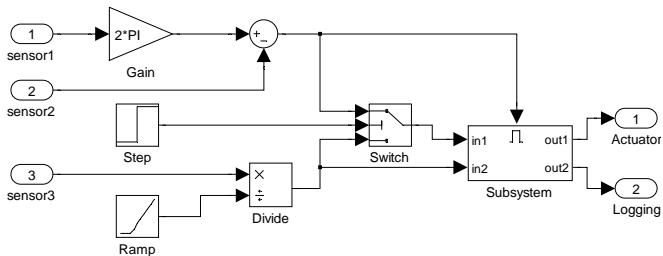 1
sensor1
2*PI
Gain
+
−
2
sensor2
Step
Switch
in1
in2
out1
out2
Subsystem
1
Actuator
2
Logging
3
sensor3
×
÷
Divide
Ramp